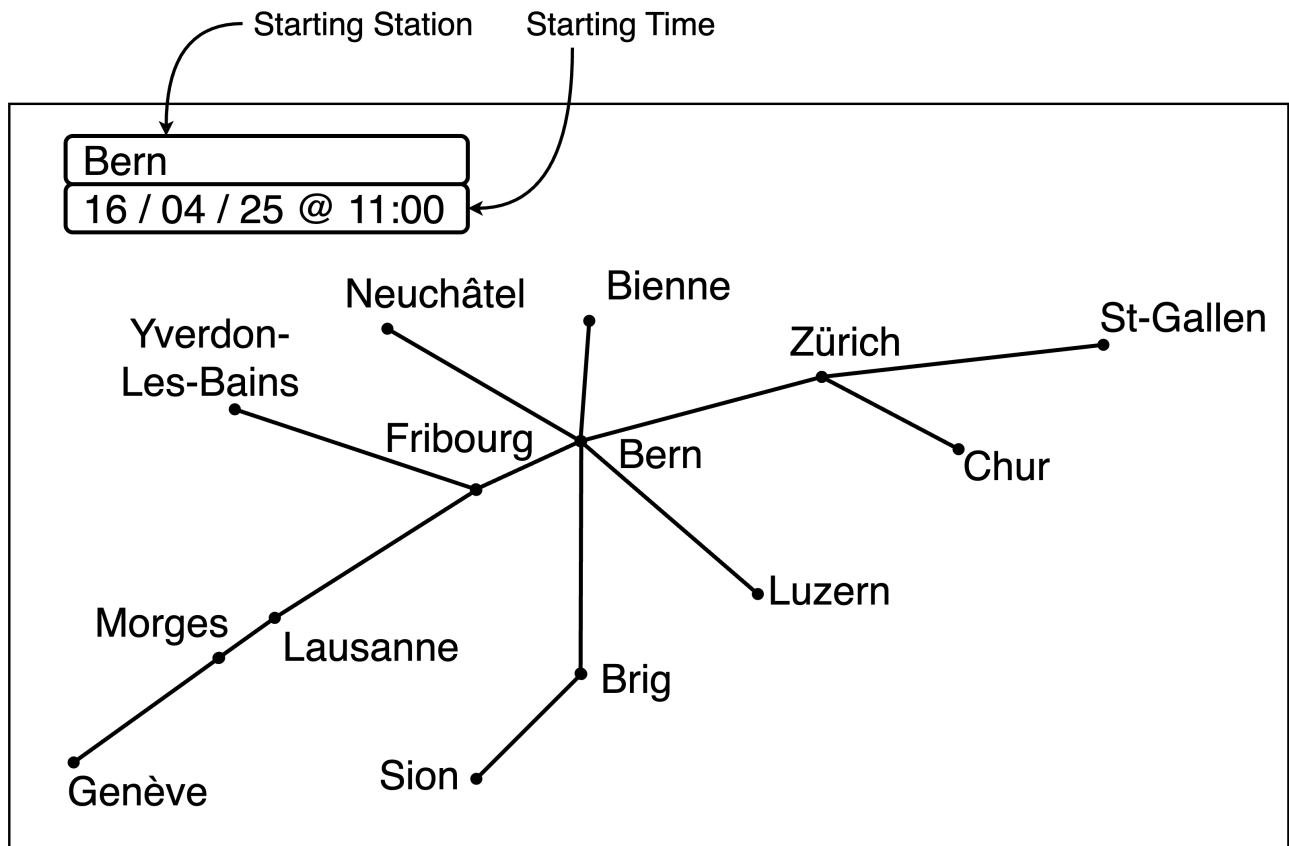 Starting Station
Starting Time
Bern
16 / 04 / 25 @ 11:00
Neuchâtel
Bienne
Yverdon-
Les-Bains
Zürich
St-Gallen
Fribourg
Bern
Chur
Morges
Lausanne
Luzern
Brig
Genève
Sion